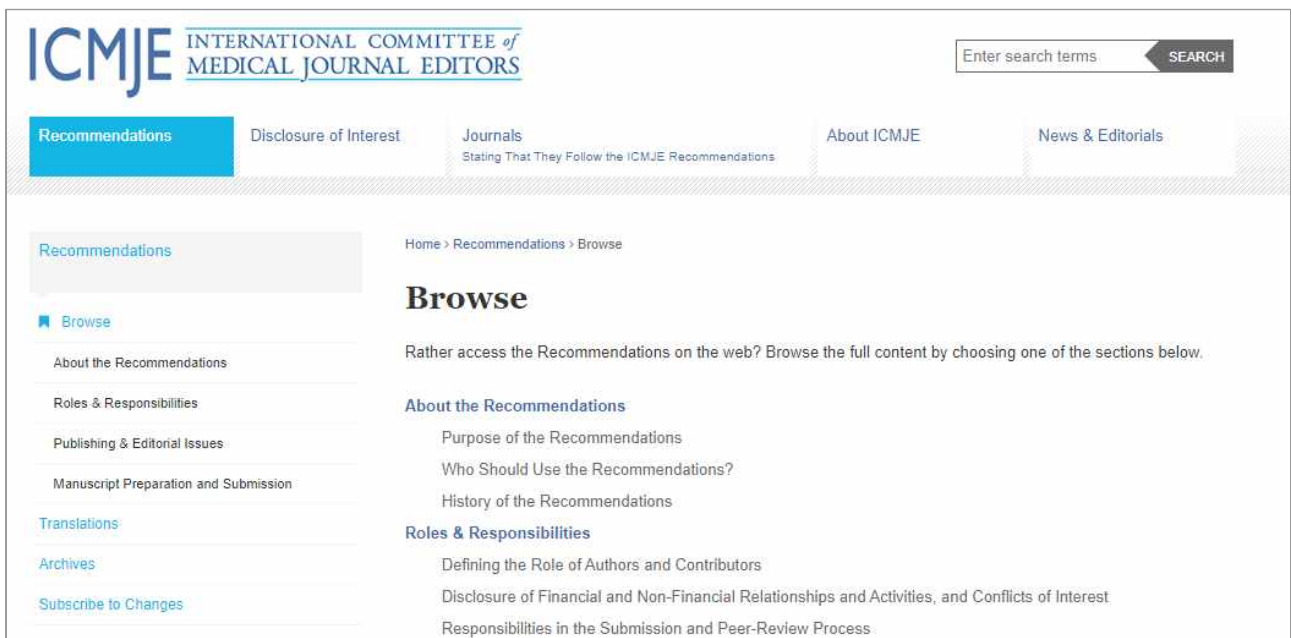 ICMJE INTERNATIONAL COMMITTEE of
MEDICAL JOURNAL EDITORS
Enter search terms SEARCH
Recommendations Disclosure of Interest Journals About ICMJE News & Editorials
Stating That They Follow the ICMJE Recommendations
Recommendations
Browse
About the Recommendations
Roles & Responsibilities
Publishing & Editorial Issues
Manuscript Preparation and Submission
Translations
Archives
Subscribe to Changes
Home > Recommendations > Browse
Browse
Rather access the Recommendations on the web? Browse the full content by choosing one of the sections below.
About the Recommendations
Purpose of the Recommendations
Who Should Use the Recommendations?
History of the Recommendations
Roles & Responsibilities
Defining the Role of Authors and Contributors
Disclosure of Financial and Non-Financial Relationships and Activities, and Conflicts of Interest
Responsibilities in the Submission and Peer-Review Process